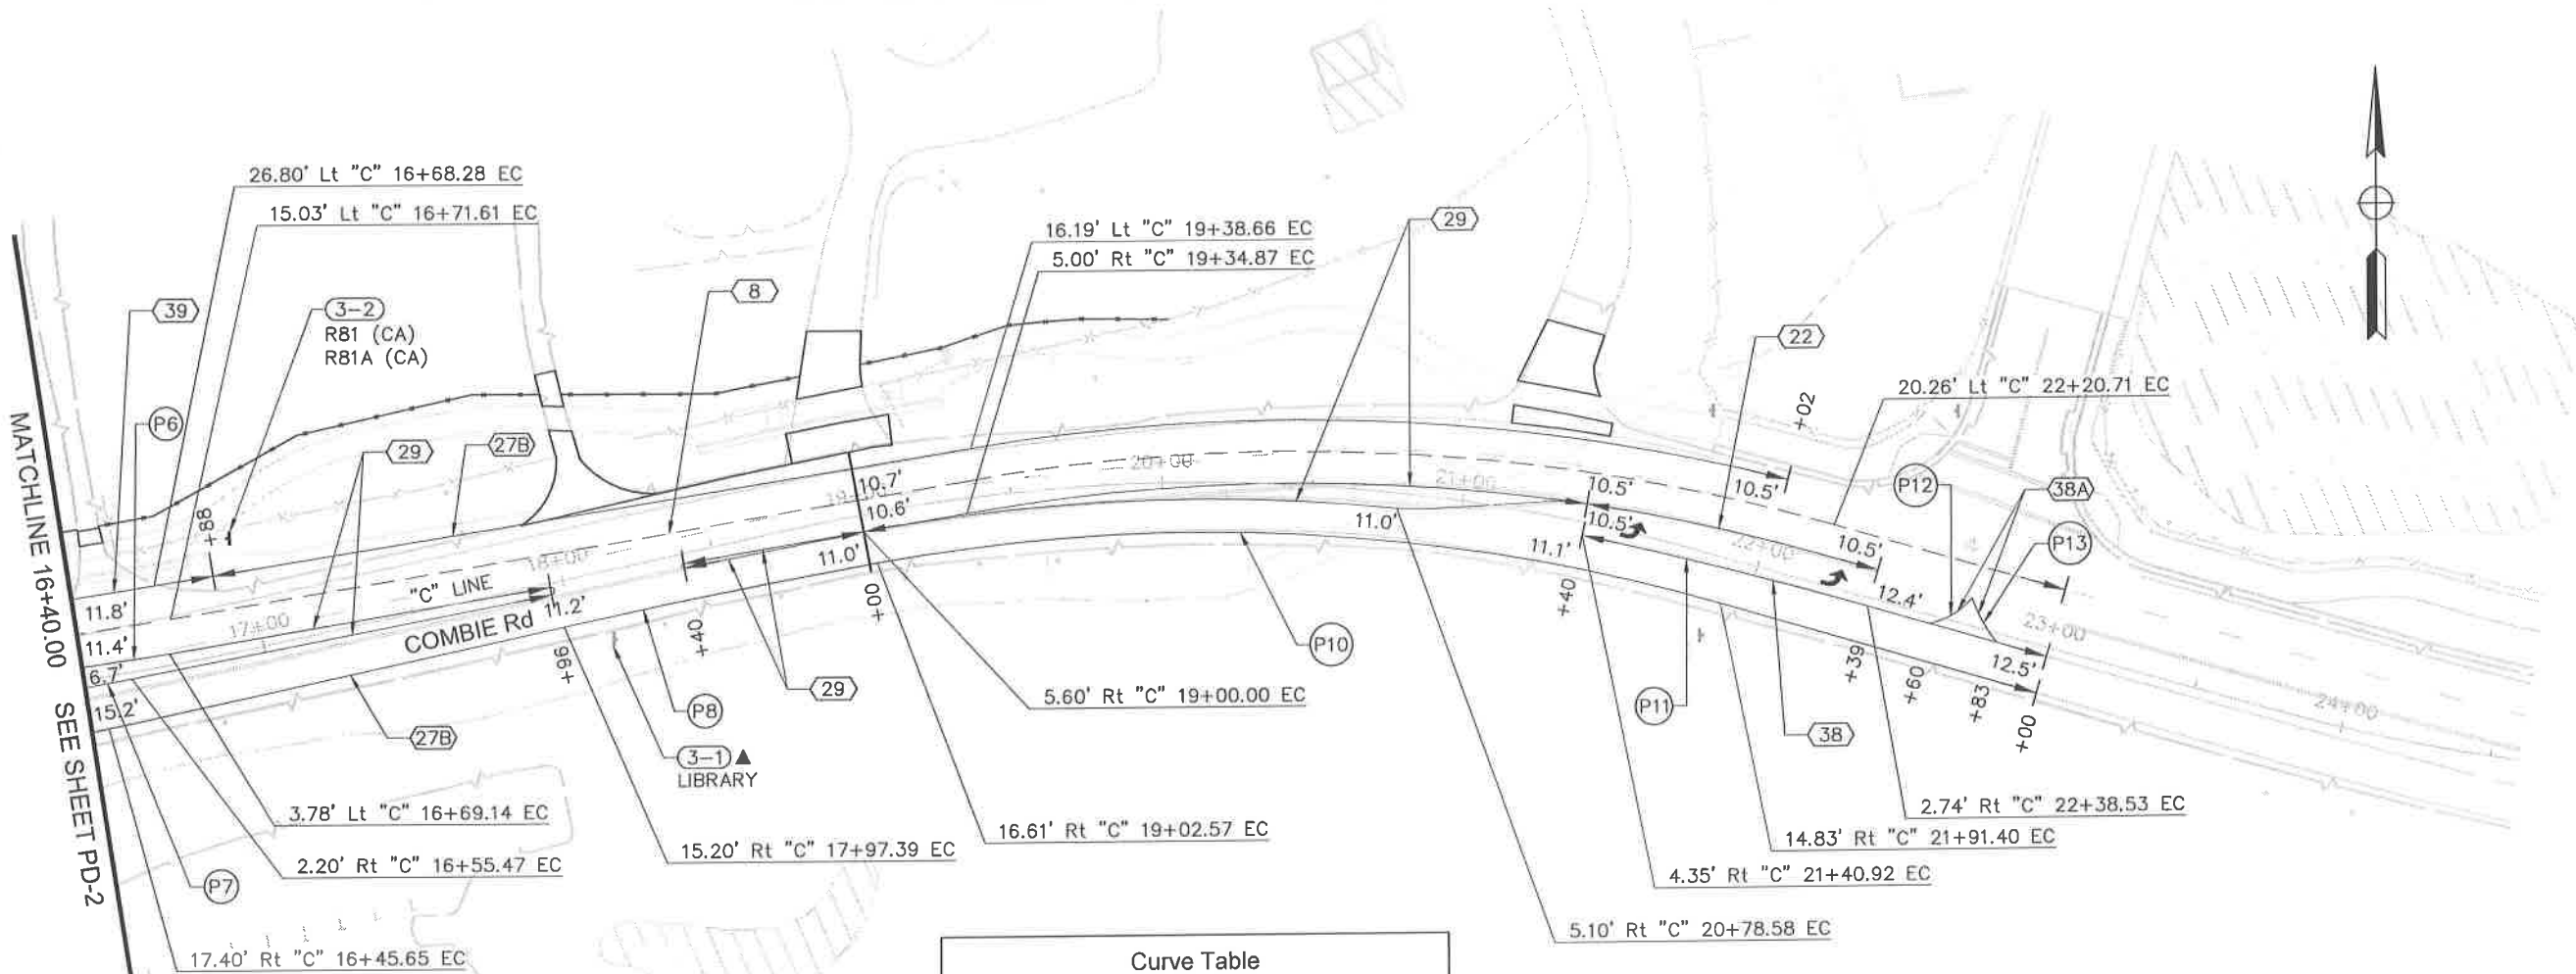 26.80' Lt "C" 16+68.28 EC
15.03' Lt "C" 16+71.61 EC
16.19' Lt "C" 19+38.66 EC
5.00' Rt "C" 19+34.87 EC
29
39
3-2
R81 (CA)
R81A (CA)
8
22
20.26' Lt "C" 22+20.71 EC
+02
MATCHLINE 16+40.00 SEE SHEET PD-2
P6
29
27B
+88
10.7'
19+00
10.6'
20+00
21+00
10.5'
10.5'
10.5'
P12
38A
P13
11.8'
11.4'
6.7'
15.2'
17+00
"C" LINE
18+00
COMBIE Rd
11.2'
11.0'
11.0'
11.1'
22+00
10.5'
12.4'
23+00
12.5'
24+00
+96
+40
+00
+40
+39
+60
+83
+00
27B
P8
29
P10
P11
38
3-1
LIBRARY
5.60' Rt "C" 19+00.00 EC
3.78' Lt "C" 16+69.14 EC
2.20' Rt "C" 16+55.47 EC
P7
17.40' Rt "C" 16+45.65 EC
15.20' Rt "C" 17+97.39 EC
16.61' Rt "C" 19+02.57 EC
2.74' Rt "C" 22+38.53 EC
14.83' Rt "C" 21+91.40 EC
4.35' Rt "C" 21+40.92 EC
5.10' Rt "C" 20+78.58 EC
Curve Table